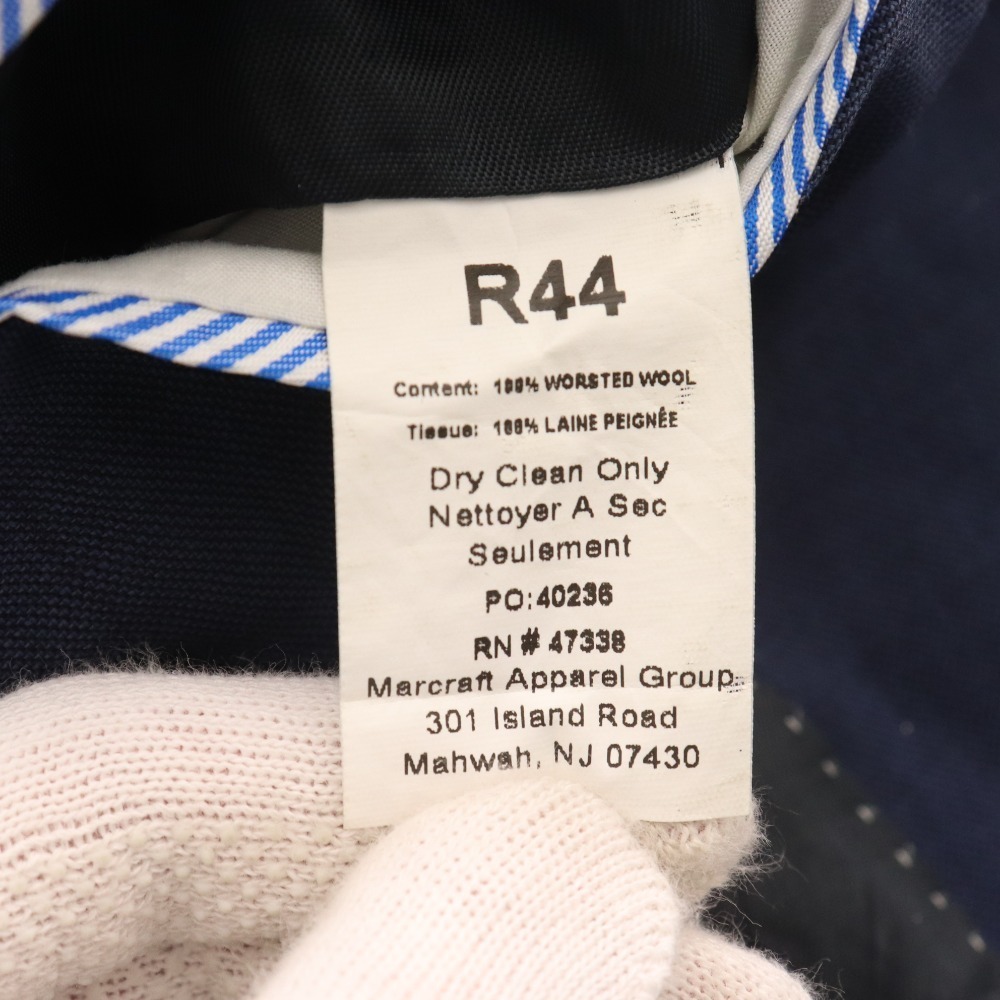 R44
Content: 100% WORSTED WOOL
Tissue: 100% LAINE PEIGNÉE
Dry Clean Only
Nettoyer A Sec
Seulement
PO:40236
RN # 47338
Marcraft Apparel Group
301 Island Road
Mahwah, NJ 07430